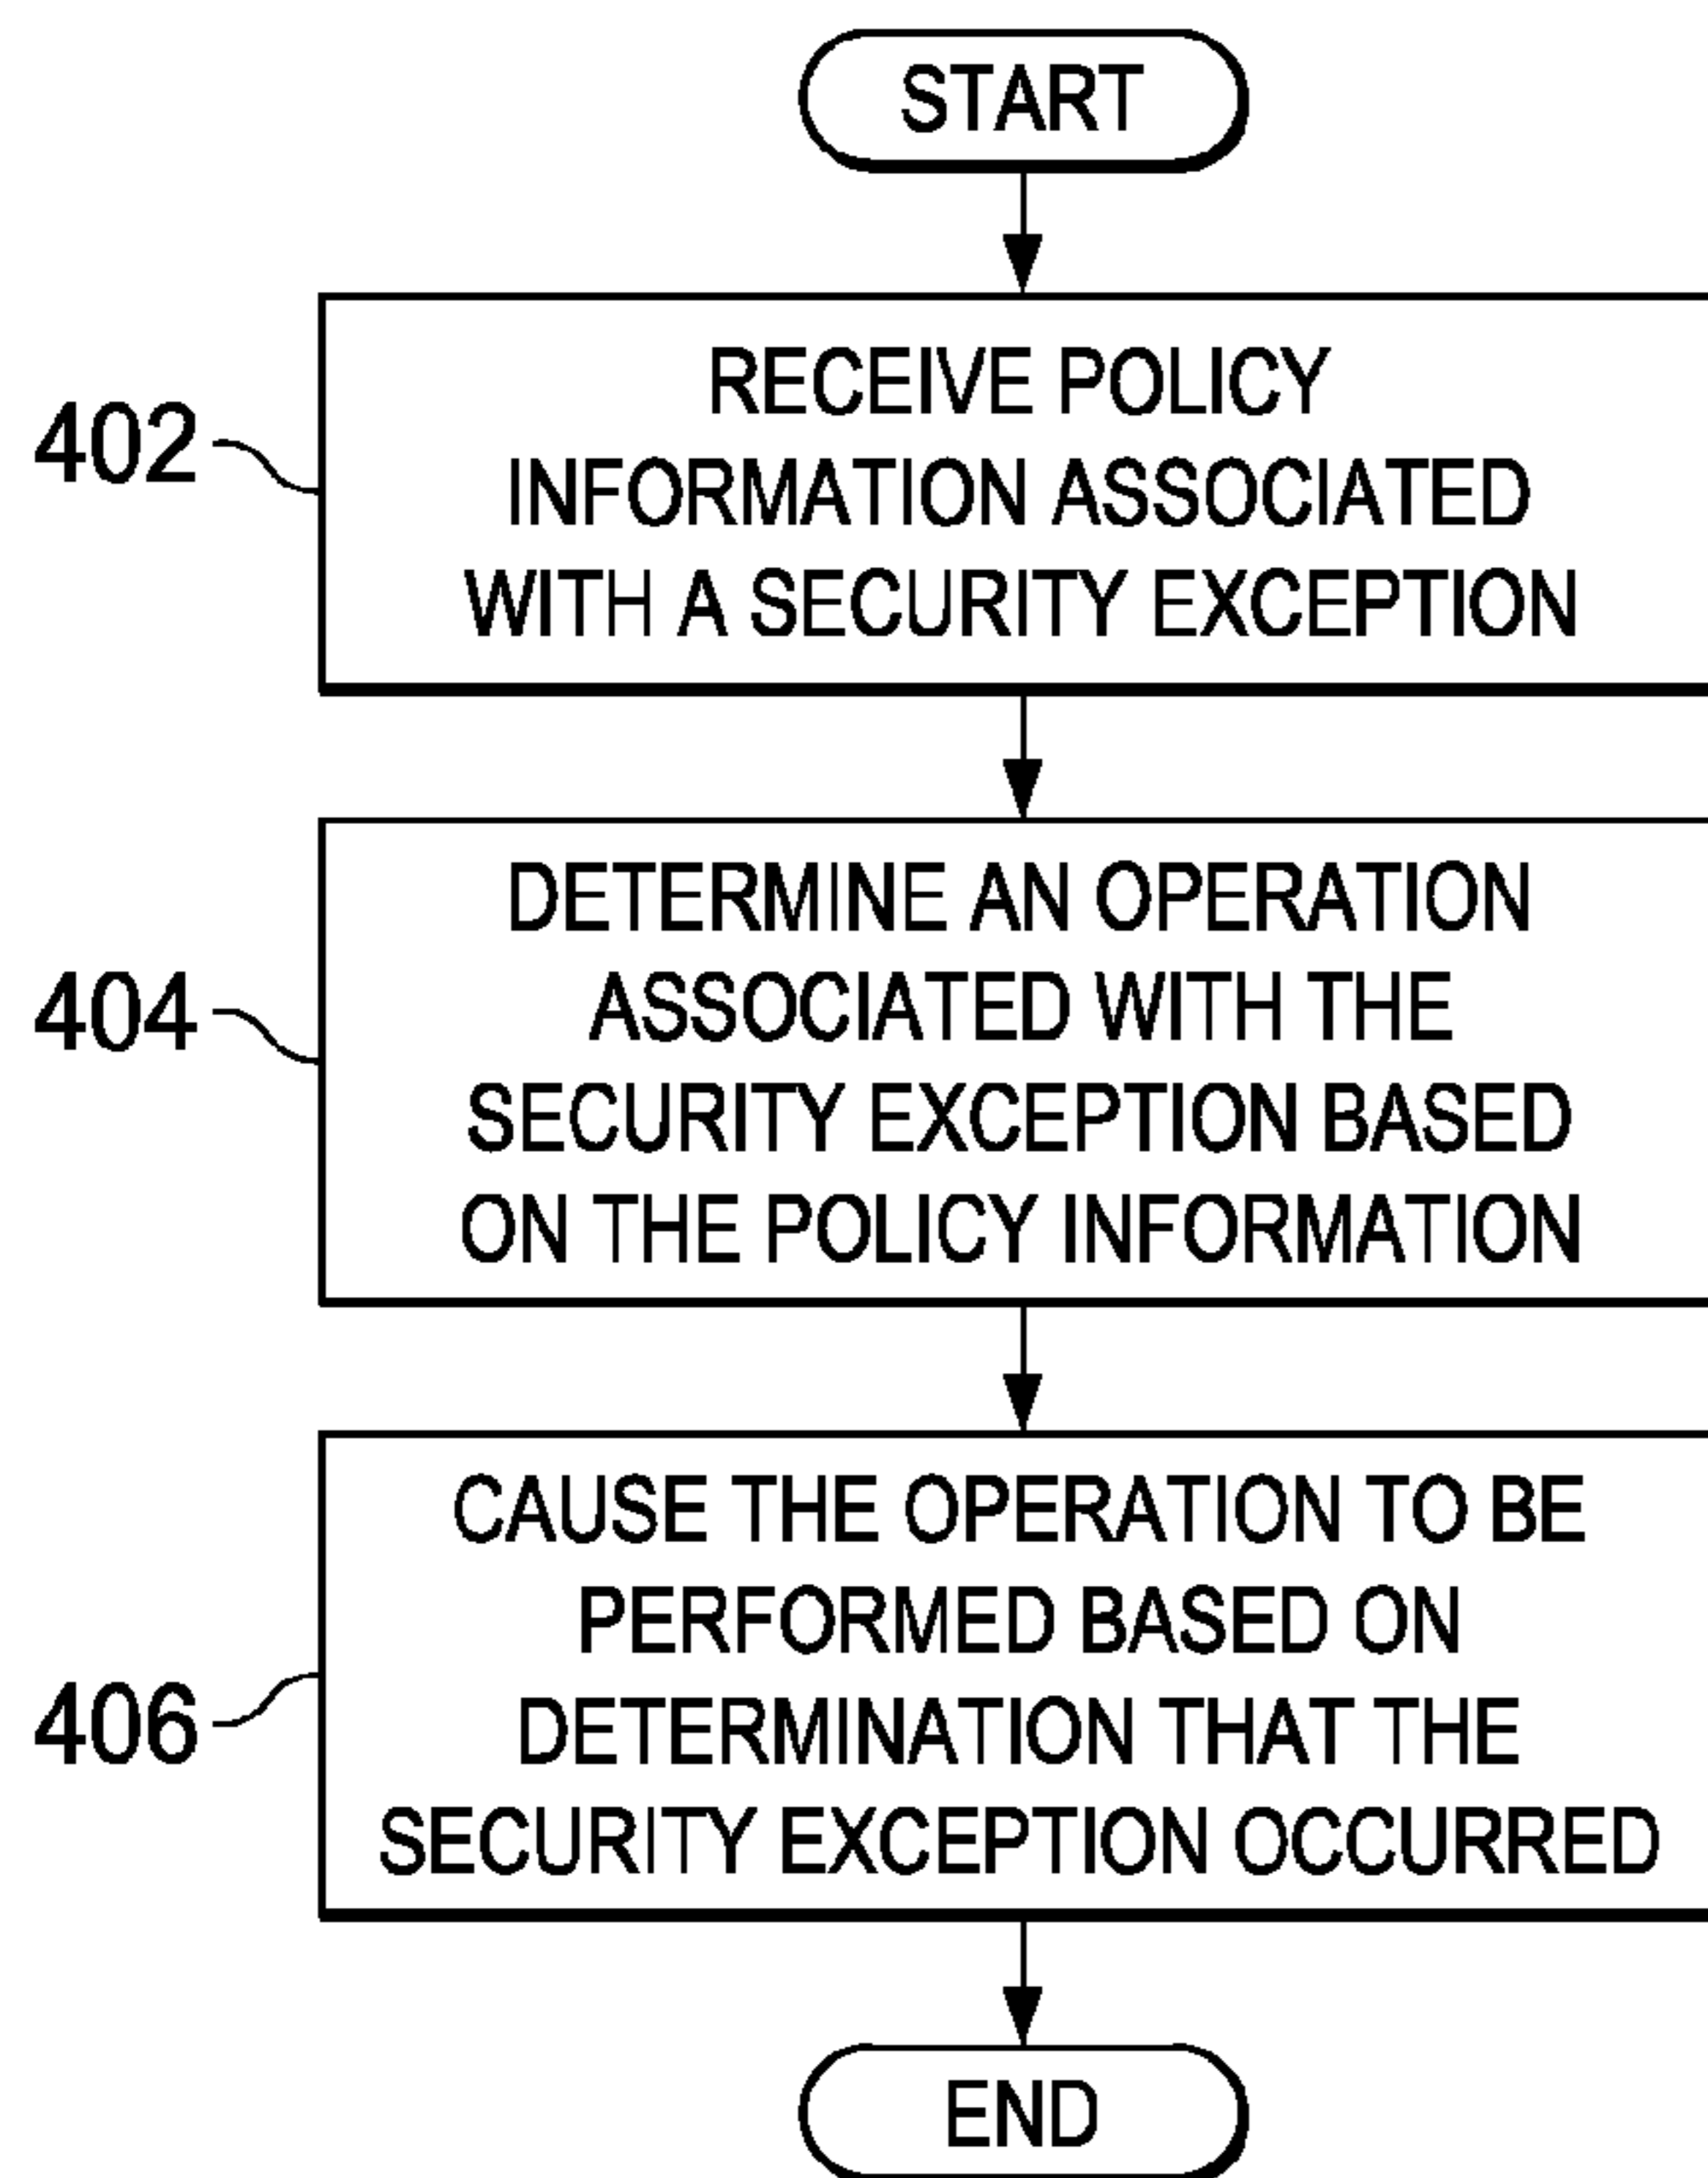 START
RECEIVE POLICY
INFORMATION ASSOCIATED
WITH A SECURITY EXCEPTION
402
DETERMINE AN OPERATION
ASSOCIATED WITH THE
SECURITY EXCEPTION BASED
ON THE POLICY INFORMATION
404
CAUSE THE OPERATION TO BE
PERFORMED BASED ON
DETERMINATION THAT THE
SECURITY EXCEPTION OCCURRED
406
END